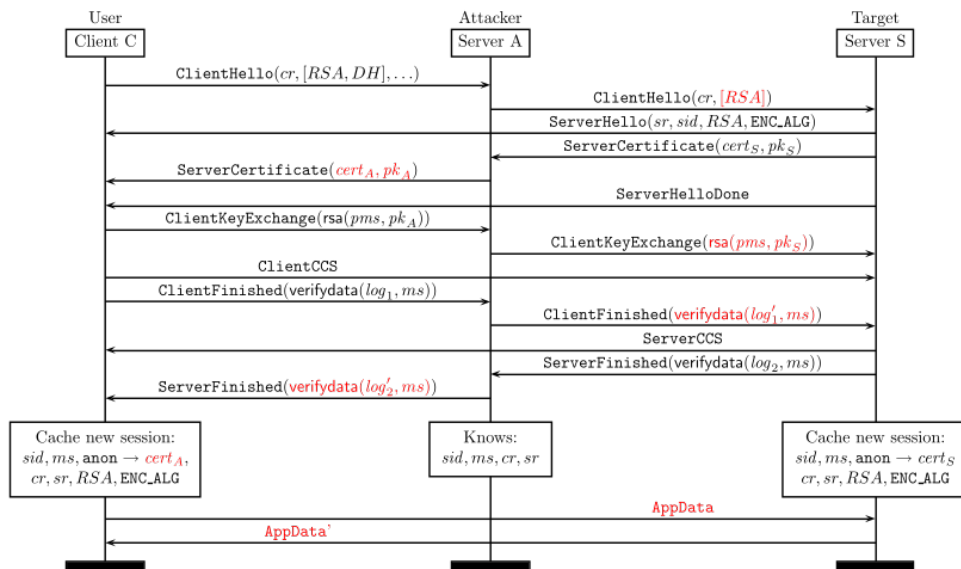 User
Attacker
Target
Client C
Server A
Server S
ClientHello(cr, [RSA, DH], ...)
ClientHello(cr, [RSA])
ServerHello(sr, sid, RSA, ENC_ALG)
ServerCertificate(cert_S, pk_S)
ServerCertificate(cert_A, pk_A)
ServerHelloDone
ClientKeyExchange(rsa(pms, pk_A))
ClientKeyExchange(rsa(pms, pk_S))
ClientCCS
ClientFinished(verifydata(log_1, ms))
ClientFinished(verifydata(log'_1, ms))
ServerCCS
ServerFinished(verifydata(log_2, ms))
ServerFinished(verifydata(log'_2, ms))
Cache new session:
sid, ms, anon → cert_A,
cr, sr, RSA, ENC_ALG
Knows:
sid, ms, cr, sr
Cache new session:
sid, ms, anon → cert_S
cr, sr, RSA, ENC_ALG
AppData
AppData'